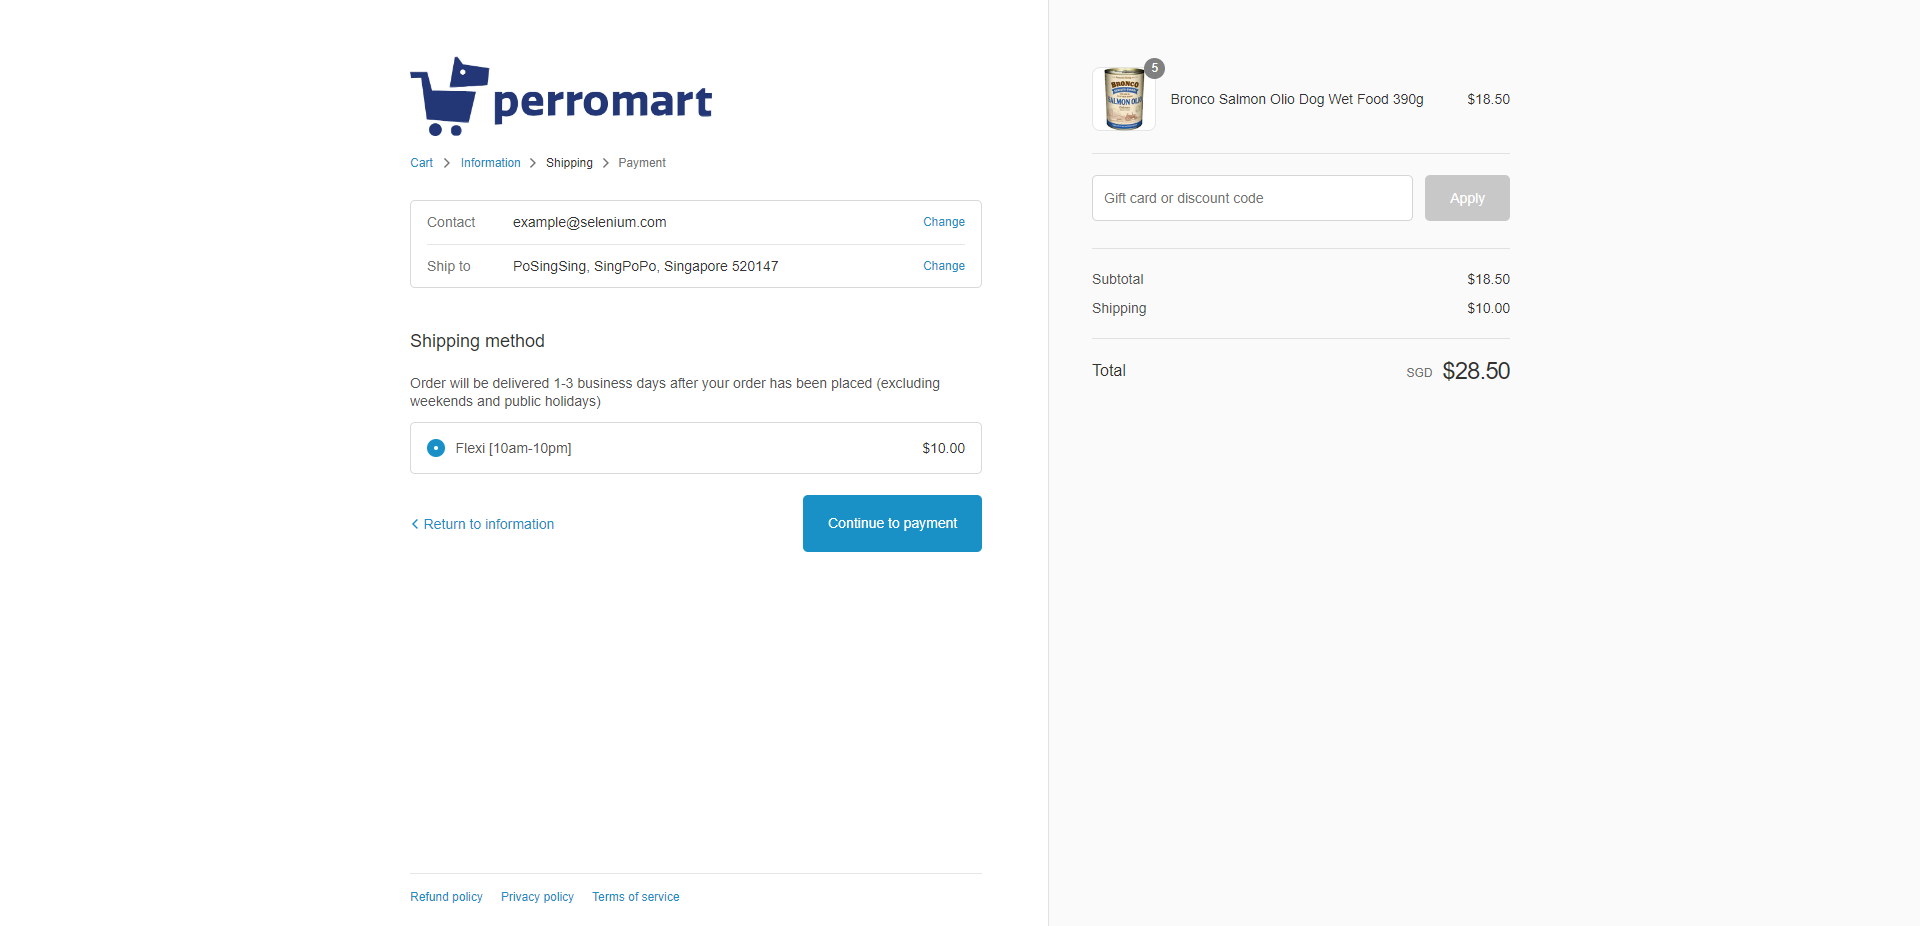 perromart
Cart > Information > Shipping > Payment
Contact example@selenium.com Change
Ship to PoSingSing, SingPoPo, Singapore 520147 Change
Shipping method
Order will be delivered 1-3 business days after your order has been placed (excluding
weekends and public holidays)
Flexi [10am-10pm] $10.00
< Return to information
Continue to payment
Refund policy Privacy policy Terms of service
5
BRONCO
SALMON OLIO
Bronco Salmon Olio Dog Wet Food 390g $18.50
Gift card or discount code Apply
Subtotal $18.50
Shipping $10.00
Total SGD $28.50